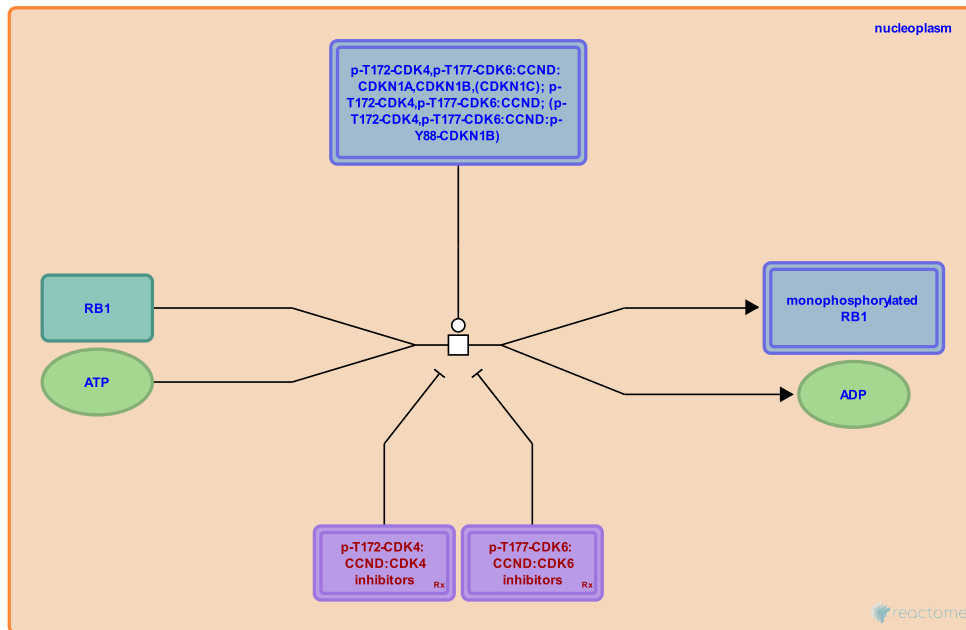 nucleoplasm
p-T172-CDK4,p-T177-CDK6:CCND:
CDKN1A,CDKN1B,(CDKN1C); p-
T172-CDK4,p-T177-CDK6:CCND; (p-
T172-CDK4,p-T177-CDK6:CCND:p-
Y88-CDKN1B)
RB1
monophosphorylated
RB1
ATP
ADP
p-T172-CDK4:
CCND:CDK4
inhibitors
Rx
p-T177-CDK6:
CCND:CDK6
inhibitors
Rx
reactome